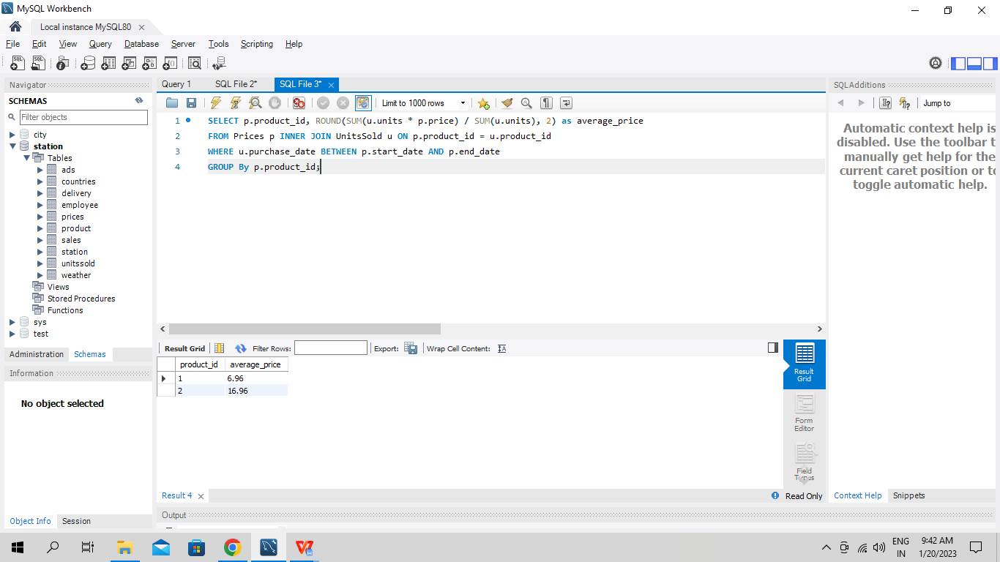 MySQL Workbench
Local instance MySQL80
File Edit View Query Database Server Tools Scripting Help
Navigator
SCHEMAS
Filter objects
city
station
Tables
ads
countries
delivery
employee
prices
product
sales
station
unitssold
weather
Views
Stored Procedures
Functions
sys
test
Administration Schemas
Information
No object selected
Object Info Session
Query 1 SQL File 2* SQL File 3*
Limit to 1000 rows
1 SELECT p.product_id, ROUND(SUM(u.units * p.price) / SUM(u.units), 2) as average_price
2 FROM Prices p INNER JOIN UnitsSold u ON p.product_id = u.product_id
3 WHERE u.purchase_date BETWEEN p.start_date AND p.end_date
4 GROUP By p.product_id;
Result Grid Filter Rows: Export: Wrap Cell Content:
product_id average_price
1 6.96
2 16.96
Result
Grid
Form
Editor
Field
Types
Result 4
Read Only
Output
SQLAdditions
Jump to
Automatic context help is
disabled. Use the toolbar t
manually get help for the
current caret position or to
toggle automatic help.
Context Help Snippets
ENG
IN
9:42 AM
1/20/2023